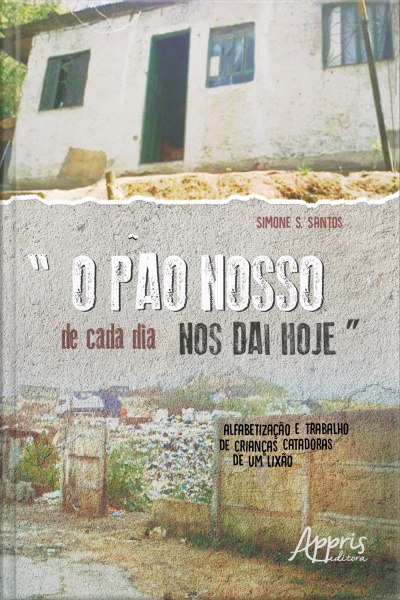 SIMONE S. SANTOS
“ O PÃO NOSSO
de cada dia NOS DAI HOJE ”
ALFABETIZAÇÃO E TRABALHO
DE CRIANÇAS CATADORAS
DE UM LIXÃO
Appris
editora